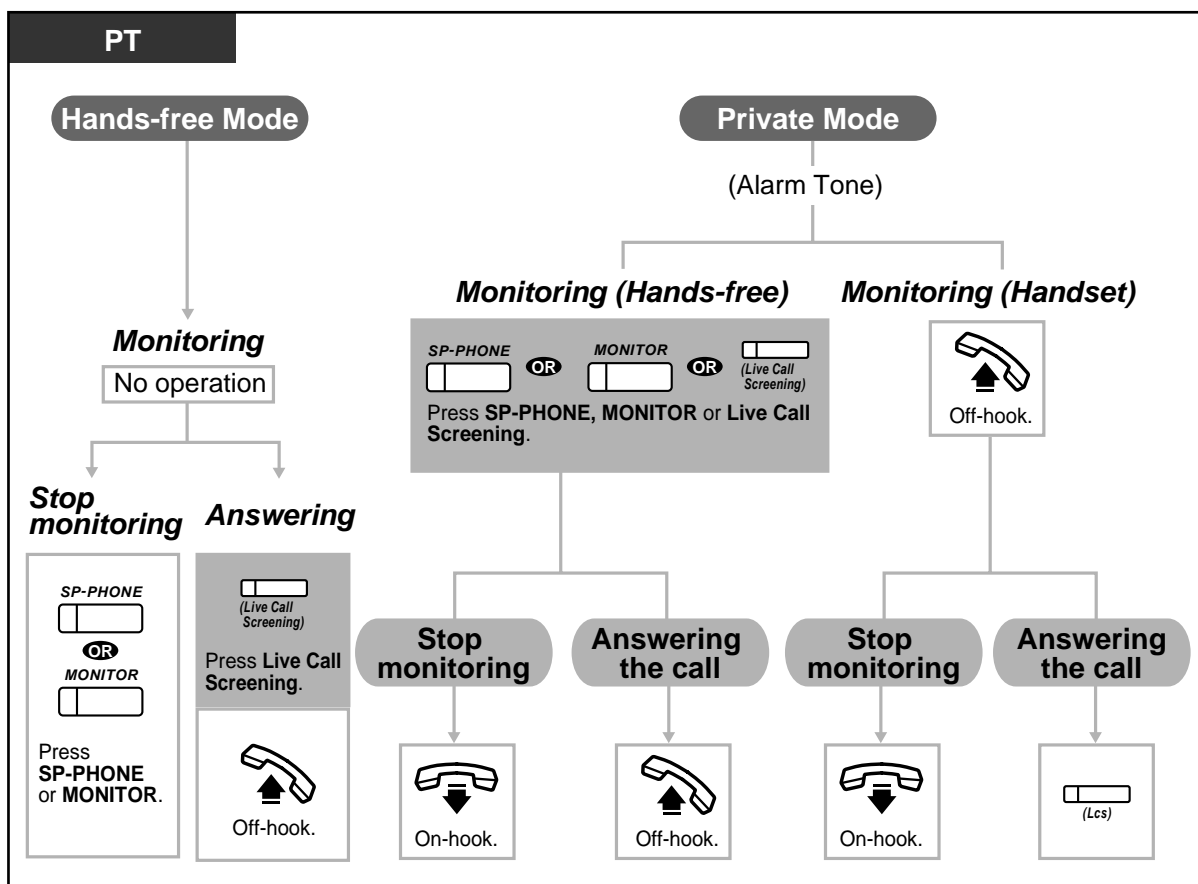 PT
Hands-free Mode
Monitoring
No operation
Stop
monitoring
SP-PHONE
OR
MONITOR
Press
SP-PHONE
or MONITOR.
Answering
(Live Call
Screening)
Press Live Call
Screening.
Off-hook.
Private Mode
(Alarm Tone)
Monitoring (Hands-free)
SP-PHONE OR MONITOR OR (Live Call
Screening)
Press SP-PHONE, MONITOR or Live Call
Screening.
Stop
monitoring
On-hook.
Answering
the call
Off-hook.
Monitoring (Handset)
Off-hook.
Stop
monitoring
On-hook.
Answering
the call
(Lcs)